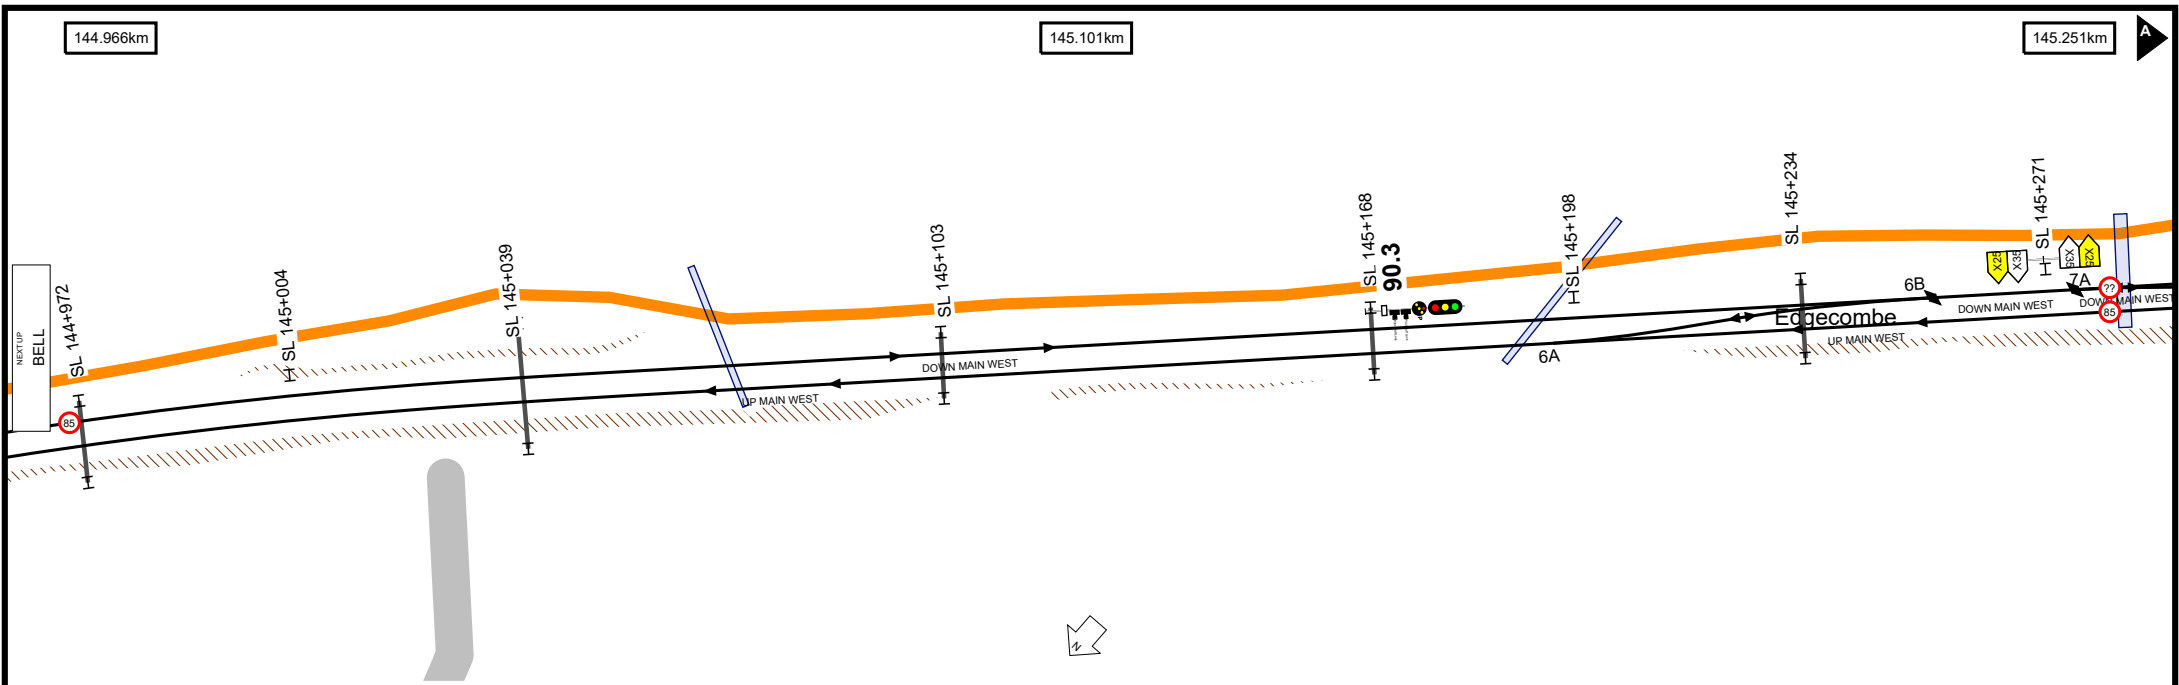 144.966km
145.101km
145.251km
A
NEXT UP
BELL
SL 144+972
85
SL 145+004
SL 145+039
UP MAIN WEST
SL 145+103
DOWN MAIN WEST
SL 145+168
90.3
SL 145+198
6A
SL 145+234
Edgecombe
UP MAIN WEST
6B
X25
X35
DOWN MAIN WEST
SL 145+271
X35
X25
7A
??
DOWN MAIN WEST
85
N